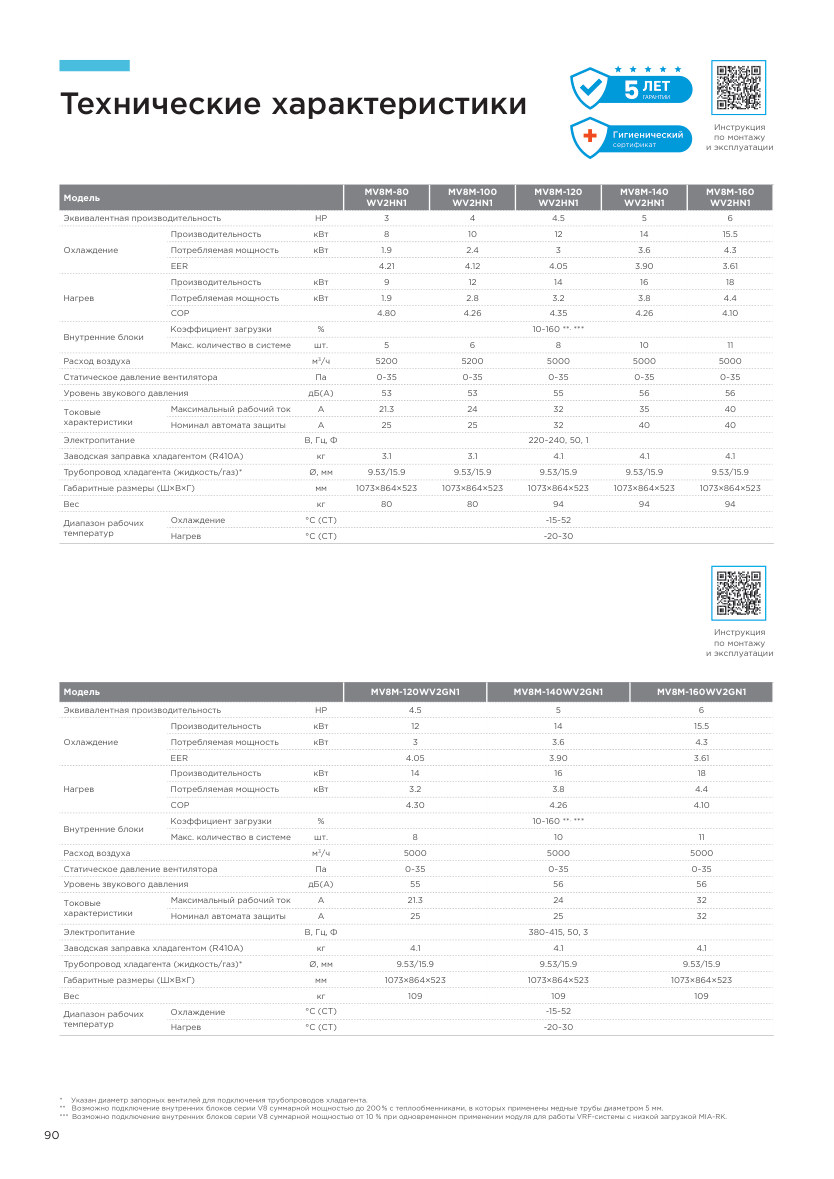 Технические характеристики
5 ЛЕТ
ГАРАНТИИ
Гигиенический
сертификат
Инструкция
по монтажу
и эксплуатации
Модель MV8M-80 WV2HN1 MV8M-100 WV2HN1 MV8M-120 WV2HN1 MV8M-140 WV2HN1 MV8M-160 WV2HN1
Эквивалентная производительность HP 3 4 4.5 5 6
Охлаждение Производительность кВт 8 10 12 14 15.5
Потребляемая мощность кВт 1.9 2.4 3 3.6 4.3
EER 4.21 4.12 4.05 3.90 3.61
Нагрев Производительность кВт 9 12 14 16 18
Потребляемая мощность кВт 1.9 2.8 3.2 3.8 4.4
COP 4.80 4.26 4.35 4.26 4.10
Внутренние блоки Коэффициент загрузки % 10–160 **, ***
Макс. количество в системе шт. 5 6 8 10 11
Расход воздуха м³/ч 5200 5200 5000 5000 5000
Статическое давление вентилятора Па 0–35 0–35 0–35 0–35 0–35
Уровень звукового давления дБ(А) 53 53 55 56 56
Токовые характеристики Максимальный рабочий ток А 21.3 24 32 35 40
Номинал автомата защиты А 25 25 32 40 40
Электропитание В, Гц, Ф 220–240, 50, 1
Заводская заправка хладагентом (R410A) кг 3.1 3.1 4.1 4.1 4.1
Трубопровод хладагента (жидкость/газ)* Ø, мм 9.53/15.9 9.53/15.9 9.53/15.9 9.53/15.9 9.53/15.9
Габаритные размеры (Ш×В×Г) мм 1073×864×523 1073×864×523 1073×864×523 1073×864×523 1073×864×523
Вес кг 80 80 94 94 94
Диапазон рабочих температур Охлаждение °C (СТ) -15–52
Нагрев °C (СТ) -20–30
Инструкция
по монтажу
и эксплуатации
Модель MV8M-120WV2GN1 MV8M-140WV2GN1 MV8M-160WV2GN1
Эквивалентная производительность HP 4.5 5 6
Охлаждение Производительность кВт 12 14 15.5
Потребляемая мощность кВт 3 3.6 4.3
EER 4.05 3.90 3.61
Нагрев Производительность кВт 14 16 18
Потребляемая мощность кВт 3.2 3.8 4.4
COP 4.30 4.26 4.10
Внутренние блоки Коэффициент загрузки % 10–160 **, ***
Макс. количество в системе шт. 8 10 11
Расход воздуха м³/ч 5000 5000 5000
Статическое давление вентилятора Па 0–35 0–35 0–35
Уровень звукового давления дБ(А) 55 56 56
Токовые характеристики Максимальный рабочий ток А 21.3 24 32
Номинал автомата защиты А 25 25 32
Электропитание В, Гц, Ф 380–415, 50, 3
Заводская заправка хладагентом (R410A) кг 4.1 4.1 4.1
Трубопровод хладагента (жидкость/газ)* Ø, мм 9.53/15.9 9.53/15.9 9.53/15.9
Габаритные размеры (Ш×В×Г) мм 1073×864×523 1073×864×523 1073×864×523
Вес кг 109 109 109
Диапазон рабочих температур Охлаждение °C (СТ) -15–52
Нагрев °C (СТ) -20–30
* Указан диаметр запорных вентилей для подключения трубопроводов хладагента.
** Возможно подключение внутренних блоков серии V8 суммарной мощностью до 200% с теплообменниками, в которых применены медные трубы диаметром 5 мм.
*** Возможно подключение внутренних блоков серии V8 суммарной мощностью от 10 % при одновременном применении модуля для работы VRF-системы с низкой загрузкой MIA-RK.
90